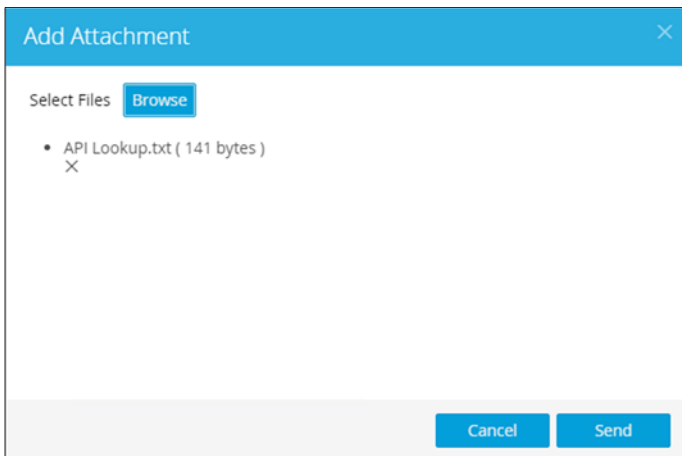 Add Attachment
Select Files Browse
• API Lookup.txt ( 141 bytes )
Cancel Send